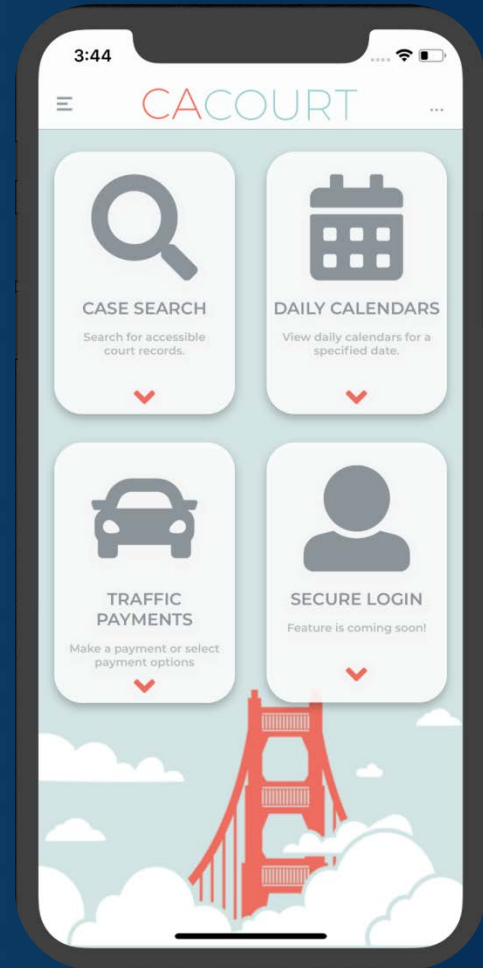 3:44
CACOURT
CASE SEARCH
Search for accessible
court records.
DAILY CALENDARS
View daily calendars for a
specified date.
TRAFFIC
PAYMENTS
Make a payment or select
payment options
SECURE LOGIN
Feature is coming soon!